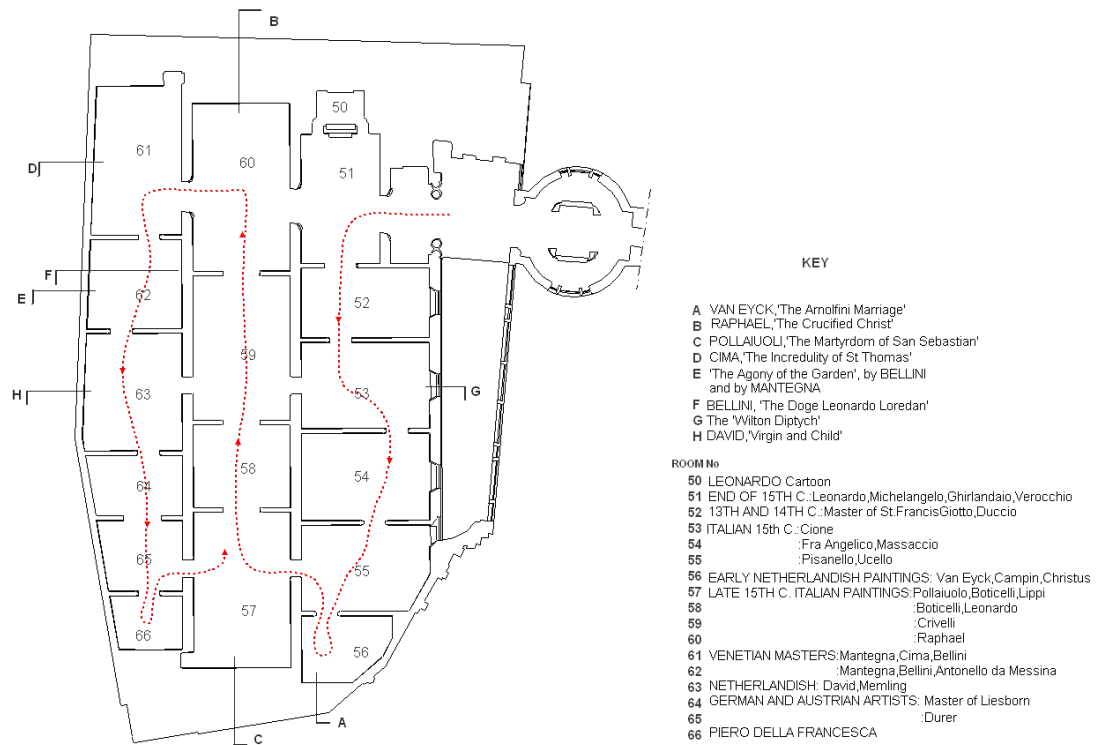 B
50
61
60
51
D
F
E
62
52
59
63
53
H
G
64
58
54
65
55
57
66
56
A
C
KEY
A VAN EYCK,'The Arnolfini Marriage'
B RAPHAEL,'The Crucified Christ'
C POLLAIUOLI,'The Martyrdom of San Sebastian'
D CIMA,'The Incredulity of St Thomas'
E 'The Agony of the Garden', by BELLINI
and by MANTEGNA
F BELLINI, 'The Doge Leonardo Loredan'
G The 'Wilton Diptych'
H DAVID,'Virgin and Child'
ROOM No
50 LEONARDO Cartoon
51 END OF 15TH C.:Leonardo,Michelangelo,Ghirlandaio,Verocchio
52 13TH AND 14TH C.:Master of St.FrancisGiotto,Duccio
53 ITALIAN 15th C.:Cione
54 :Fra Angelico,Massaccio
55 :Pisanello,Ucello
56 EARLY NETHERLANDISH PAINTINGS: Van Eyck,Campin,Christus
57 LATE 15TH C. ITALIAN PAINTINGS:Pollaiuolo,Boticelli,Lippi
58 :Boticelli,Leonardo
59 :Crivelli
60 :Raphael
61 VENETIAN MASTERS:Mantegna,Cima,Bellini
62 :Mantegna,Bellini,Antonello da Messina
63 NETHERLANDISH: David,Memling
64 GERMAN AND AUSTRIAN ARTISTS: Master of Liesborn
65 :Durer
66 PIERO DELLA FRANCESCA